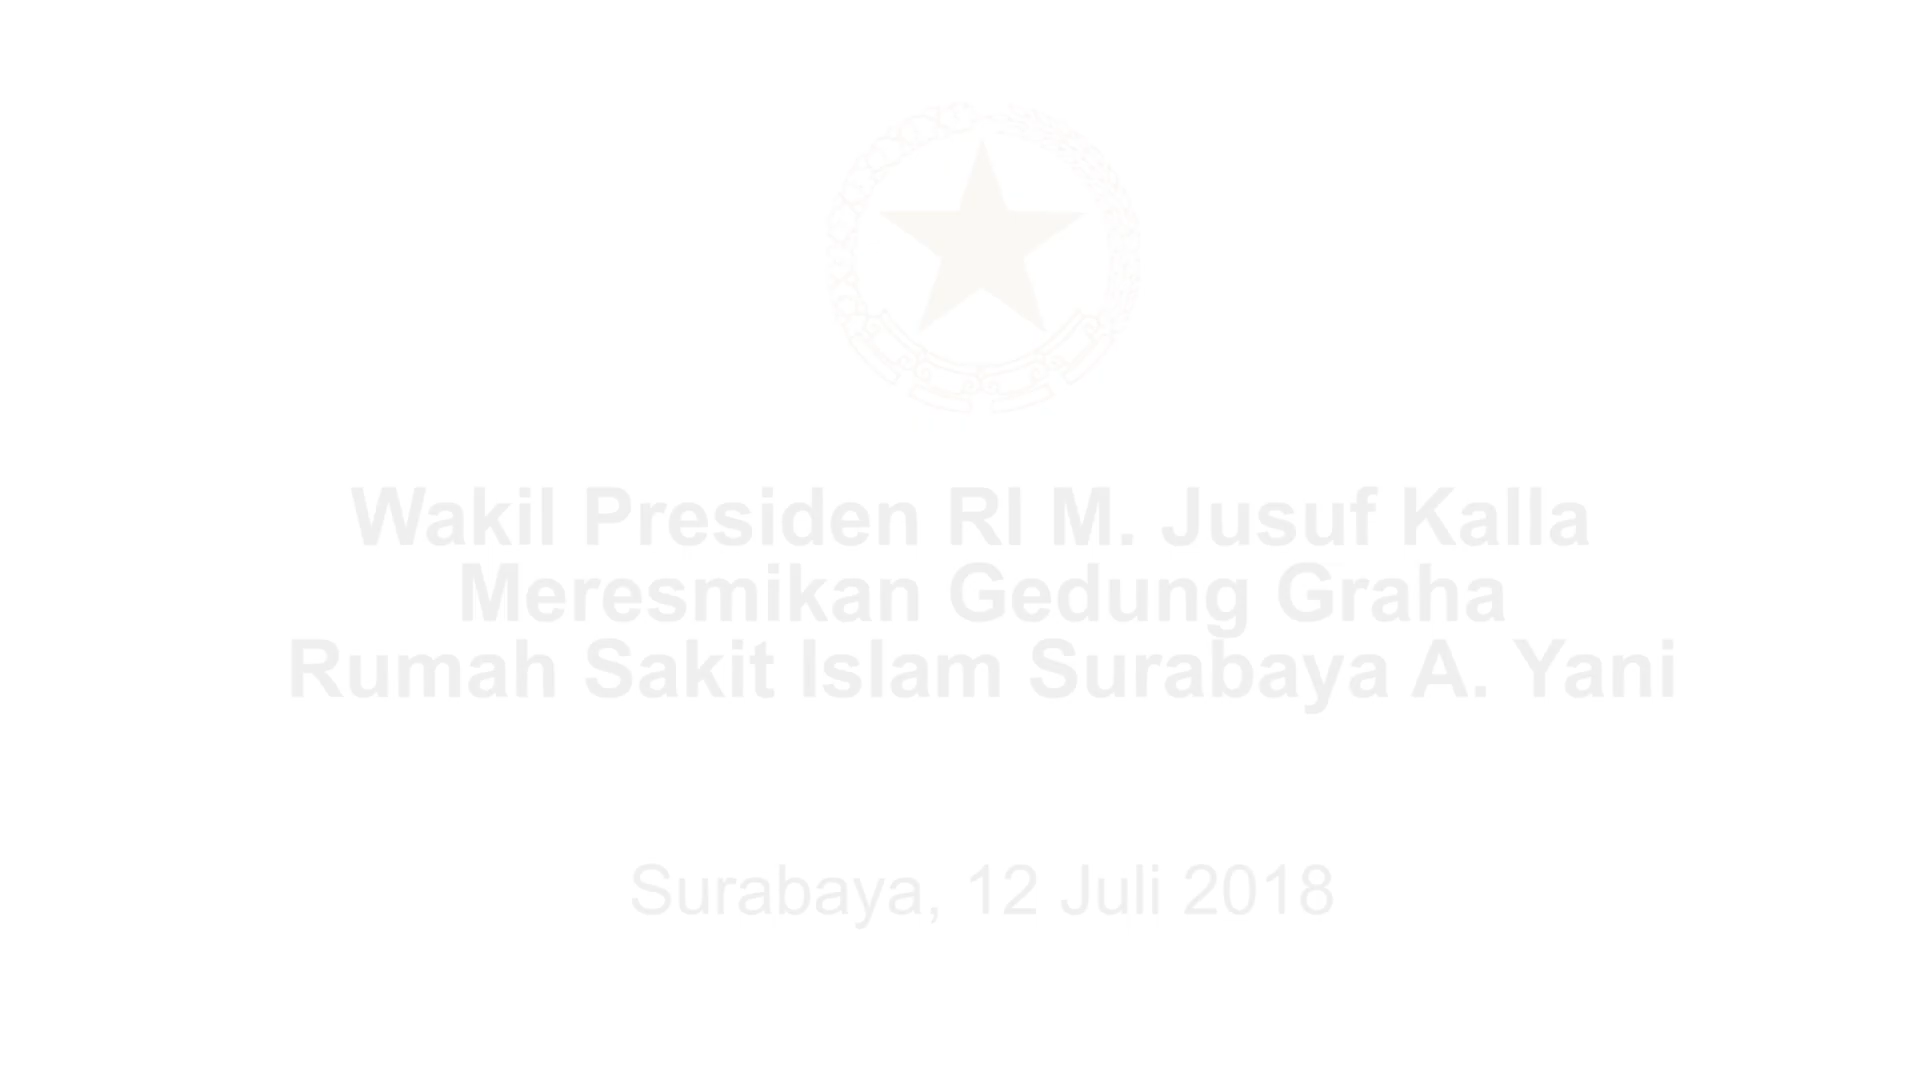 Wakil Presiden RI M. Jusuf Kalla
Meresmikan Gedung Graha
Rumah Sakit Islam Surabaya A. Yani
Surabaya, 12 Juli 2018